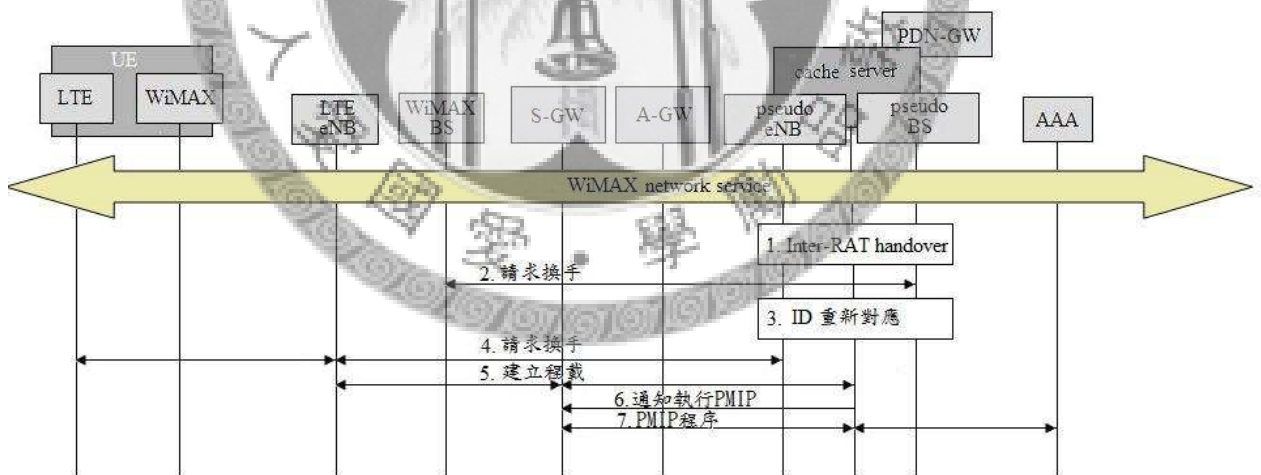 PDN-GW
UE
cache server
LTE
WiMAX
LTE
eNB
WiMAX
BS
S-GW
A-GW
pseudo
eNB
pseudo
BS
AAA
WiMAX network service
1. Inter-RAT handover
2. 請求換手
3. ID 重新對應
4. 請求換手
5. 建立程載
6.通知執行PMIP
7.PMIP程序